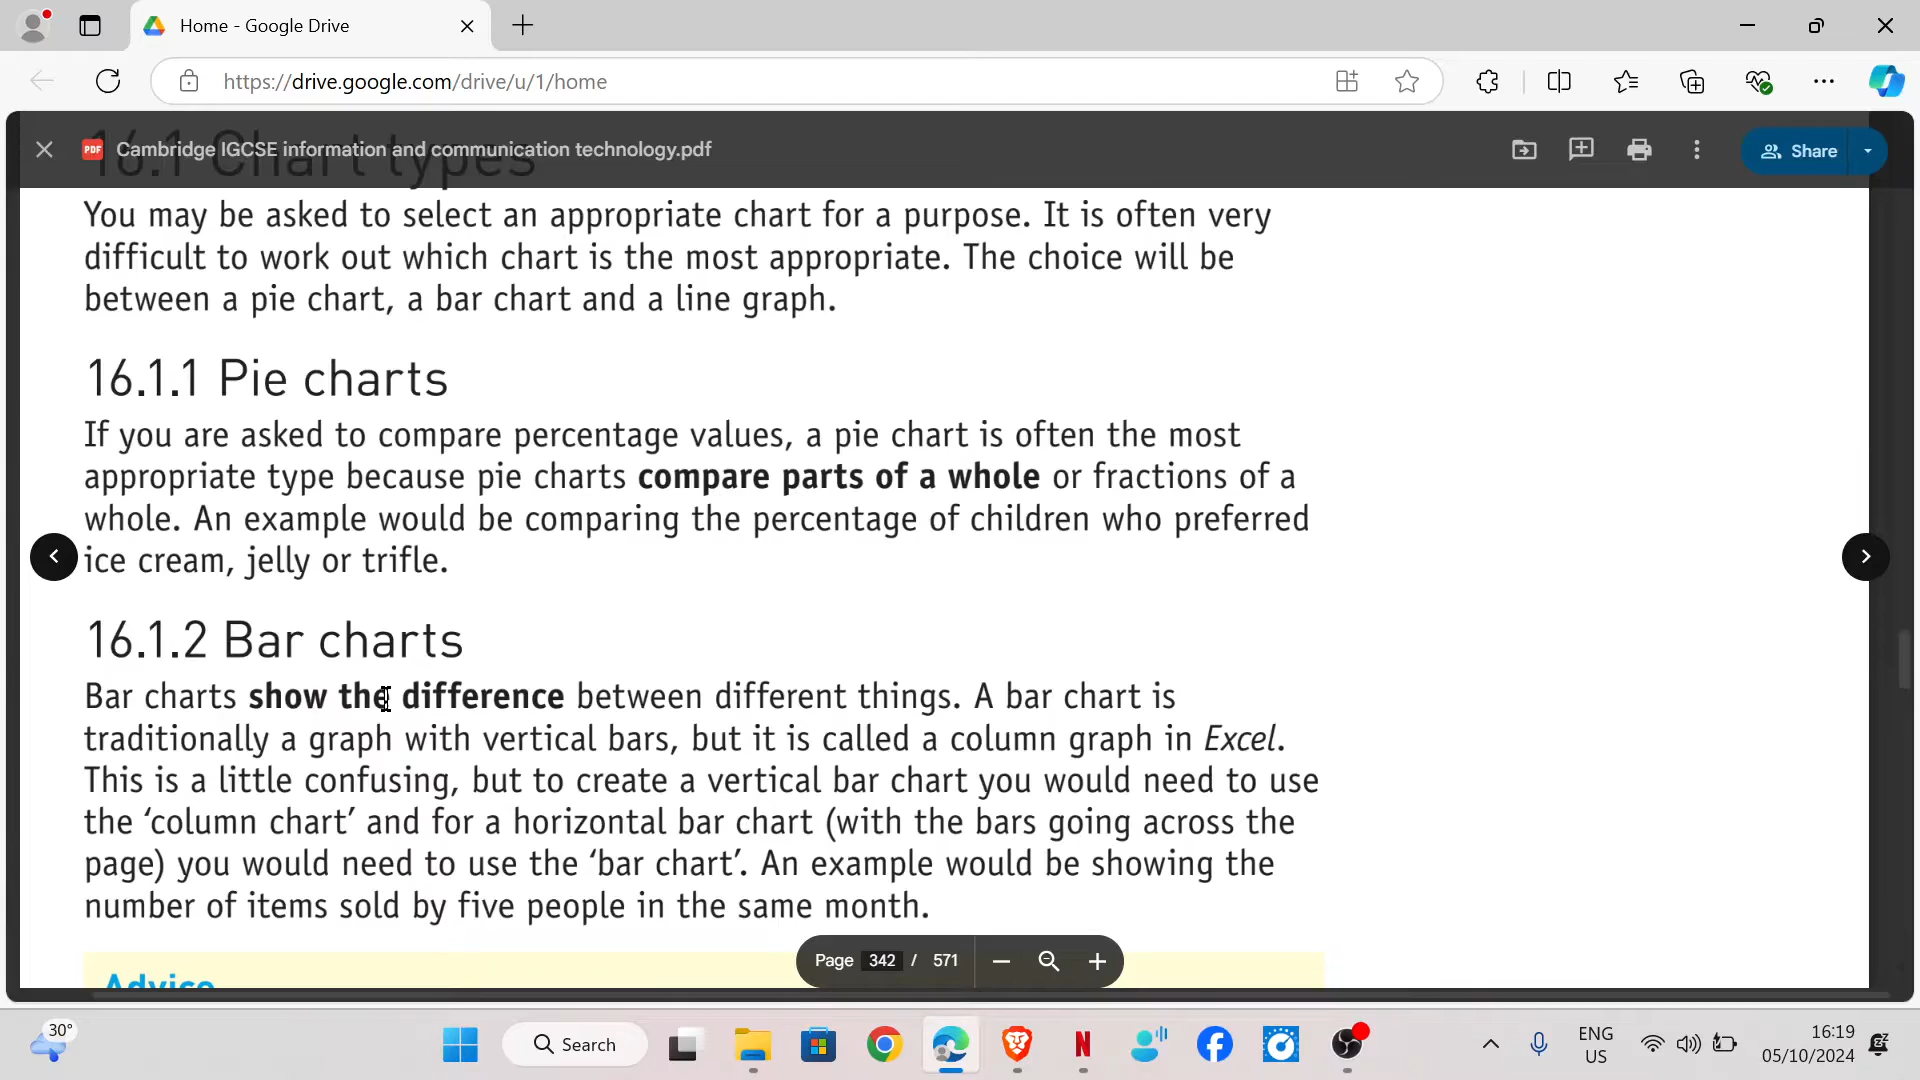 Home - Google Drive
https://drive.google.com/drive/u/1/home
16.1 Chart types
PDF Cambridge IGCSE information and communication technology.pdf
Share
You may be asked to select an appropriate chart for a purpose. It is often very
difficult to work out which chart is the most appropriate. The choice will be
between a pie chart, a bar chart and a line graph.
16.1.1 Pie charts
If you are asked to compare percentage values, a pie chart is often the most
appropriate type because pie charts compare parts of a whole or fractions of a
whole. An example would be comparing the percentage of children who preferred
ice cream, jelly or trifle.
16.1.2 Bar charts
Bar charts show the difference between different things. A bar chart is
traditionally a graph with vertical bars, but it is called a column graph in Excel.
This is a little confusing, but to create a vertical bar chart you would need to use
the ‘column chart’ and for a horizontal bar chart (with the bars going across the
page) you would need to use the ‘bar chart’. An example would be showing the
number of items sold by five people in the same month.
Advice
Page 342 / 571
30°
Search
N
ENG
US
16:19
05/10/2024